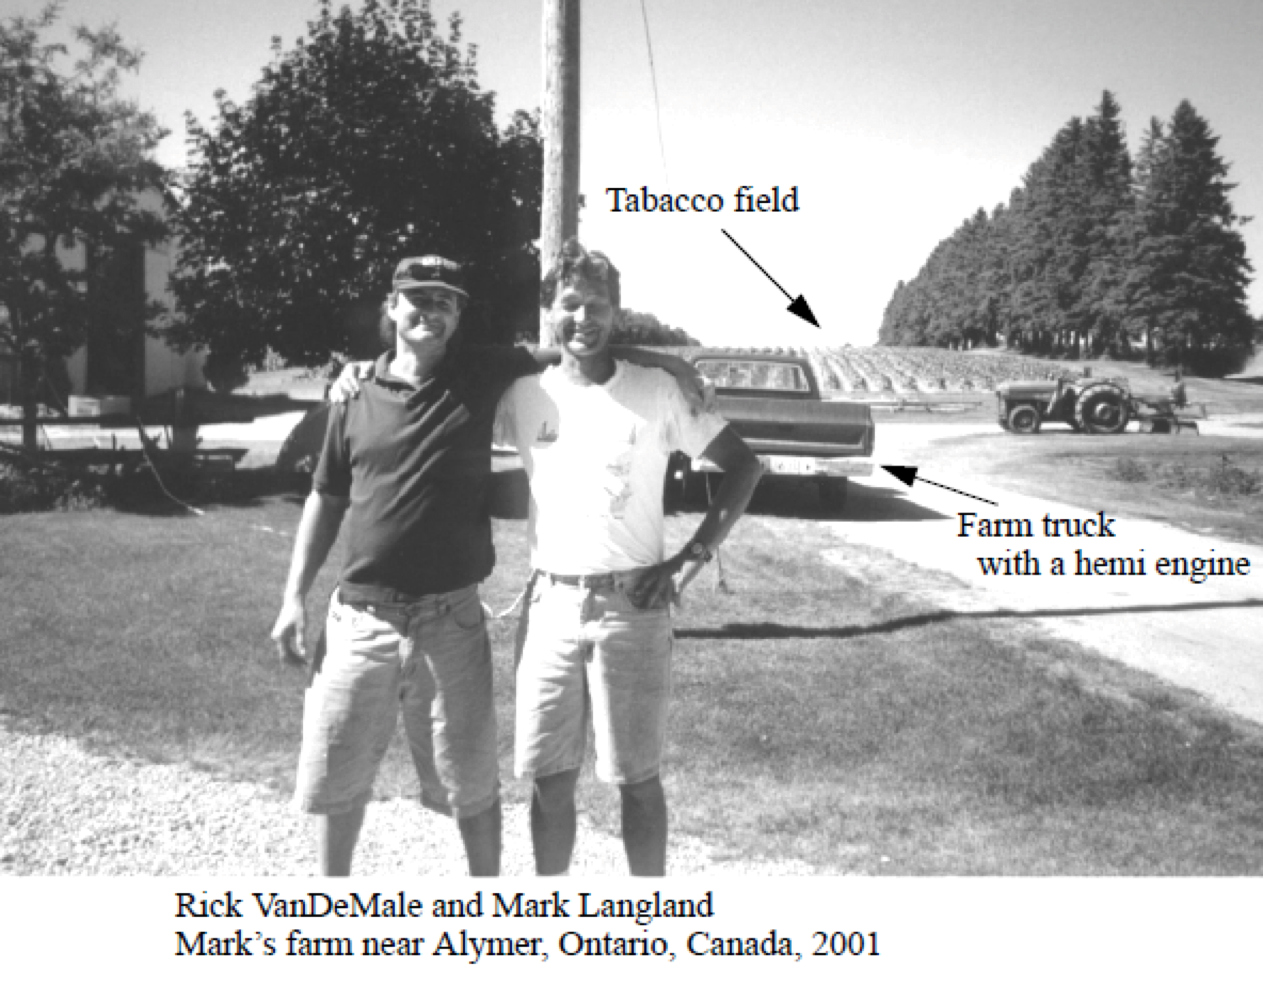 Tabacco field
Farm truck
with a hemi engine
Rick VanDeMale and Mark Langland
Mark's farm near Alymer, Ontario, Canada, 2001